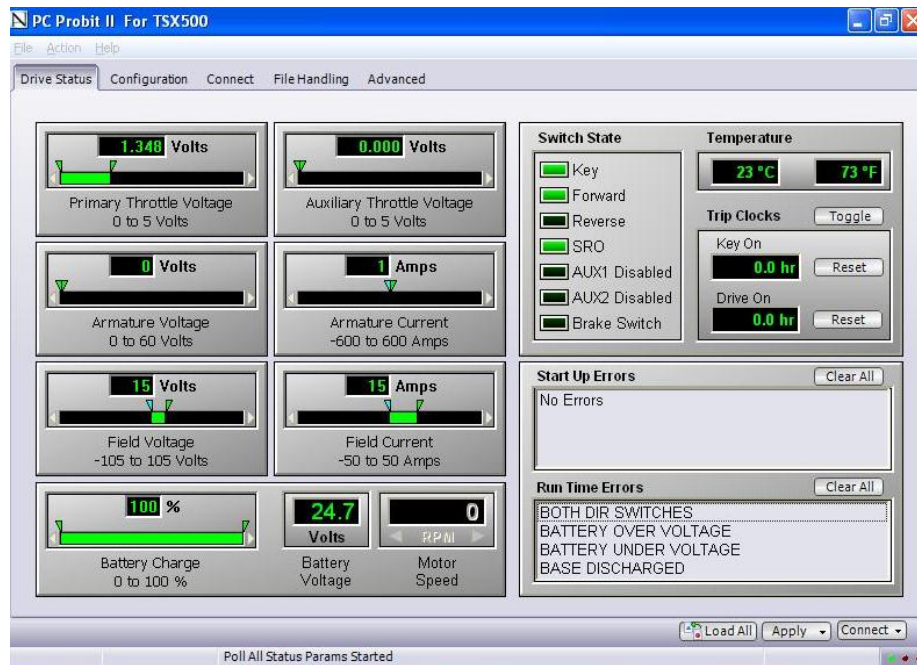 PC Probit II For TSX500
File Action Help
Drive Status Configuration Connect File Handling Advanced
1.348 Volts
Primary Throttle Voltage
0 to 5 Volts
0.000 Volts
Auxiliary Throttle Voltage
0 to 5 Volts
0 Volts
Armature Voltage
0 to 60 Volts
1 Amps
Armature Current
-600 to 600 Amps
15 Volts
Field Voltage
-105 to 105 Volts
15 Amps
Field Current
-50 to 50 Amps
100 %
Battery Charge
0 to 100 %
24.7
Volts
Battery
Voltage
0
RPM
Motor
Speed
Switch State
Key
Forward
Reverse
SRO
AUX1 Disabled
AUX2 Disabled
Brake Switch
Temperature
23 °C 73 °F
Trip Clocks Toggle
Key On
0.0 hr Reset
Drive On
0.0 hr Reset
Start Up Errors Clear All
No Errors
Run Time Errors Clear All
BOTH DIR SWITCHES
BATTERY OVER VOLTAGE
BATTERY UNDER VOLTAGE
BASE DISCHARGED
Load All Apply Connect
Poll All Status Params Started